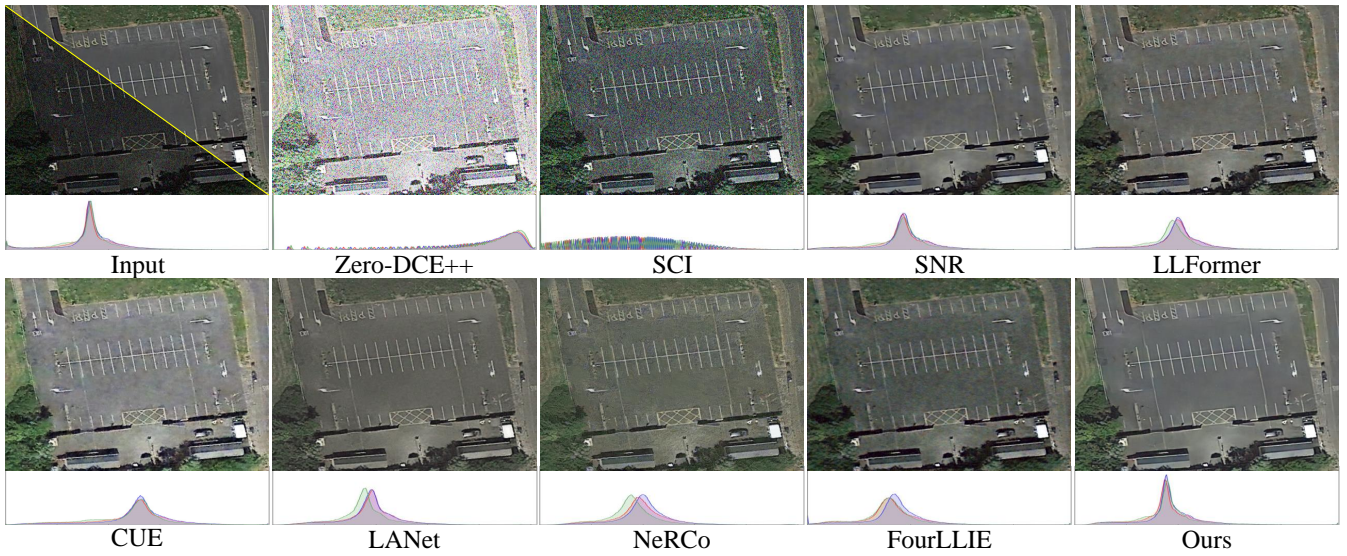 Input Zero-DCE++ SCI SNR LLFormer
CUE LANet NeRCo FourLLIE Ours